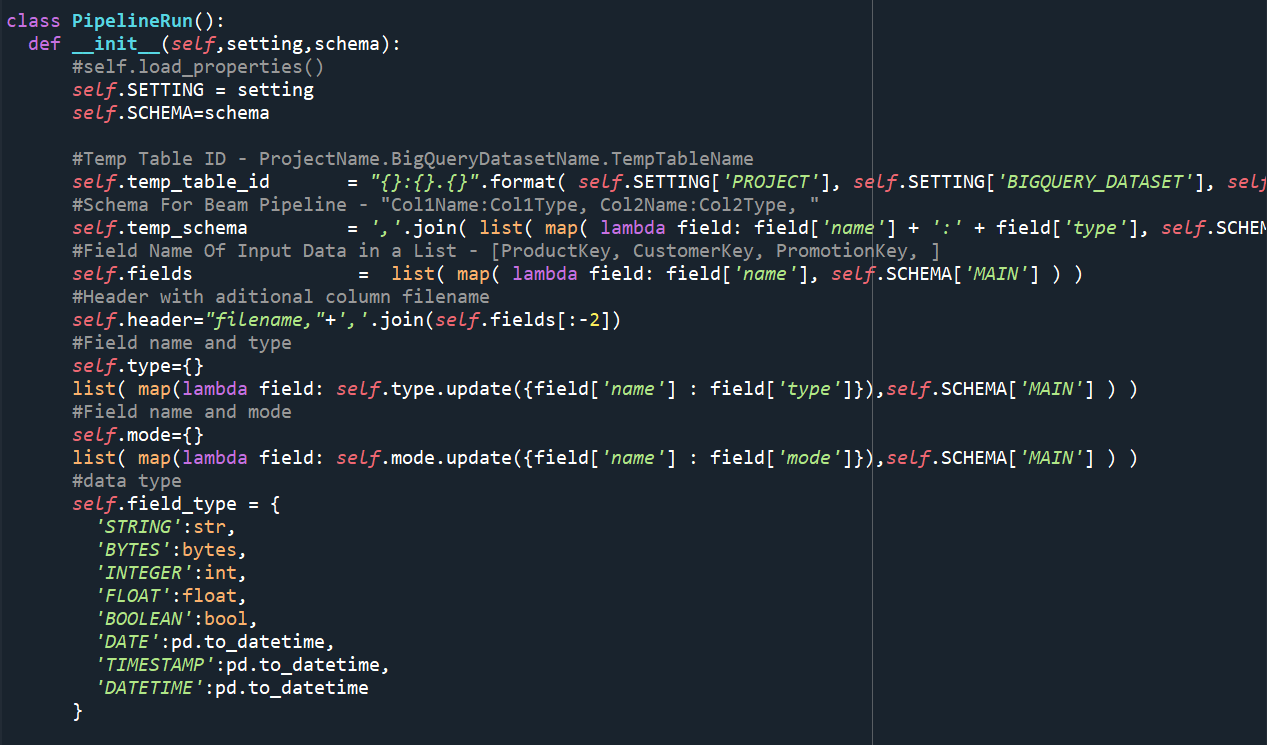 class PipelineRun():
  def __init__(self,setting,schema):
      #self.load_properties()
      self.SETTING = setting
      self.SCHEMA=schema

      #Temp Table ID - ProjectName.BigQueryDatasetName.TempTableName
      self.temp_table_id       = "{}:{}.{}".format( self.SETTING['PROJECT'], self.SETTING['BIGQUERY_DATASET'], self
      #Schema For Beam Pipeline - "Col1Name:Col1Type, Col2Name:Col2Type, "
      self.temp_schema         = ','.join( list( map( lambda field: field['name'] + ':' + field['type'], self.SCHEM
      #Field Name Of Input Data in a List - [ProductKey, CustomerKey, PromotionKey, ]
      self.fields               =  list( map( lambda field: field['name'], self.SCHEMA['MAIN'] ) )
      #Header with aditional column filename
      self.header="filename,"+','.join(self.fields[:-2])
      #Field name and type
      self.type={}
      list( map(lambda field: self.type.update({field['name'] : field['type']}),self.SCHEMA['MAIN'] ) )
      #Field name and mode
      self.mode={}
      list( map(lambda field: self.mode.update({field['name'] : field['mode']}),self.SCHEMA['MAIN'] ) )
      #data type
      self.field_type = {
        'STRING':str,
        'BYTES':bytes,
        'INTEGER':int,
        'FLOAT':float,
        'BOOLEAN':bool,
        'DATE':pd.to_datetime,
        'TIMESTAMP':pd.to_datetime,
        'DATETIME':pd.to_datetime
      }